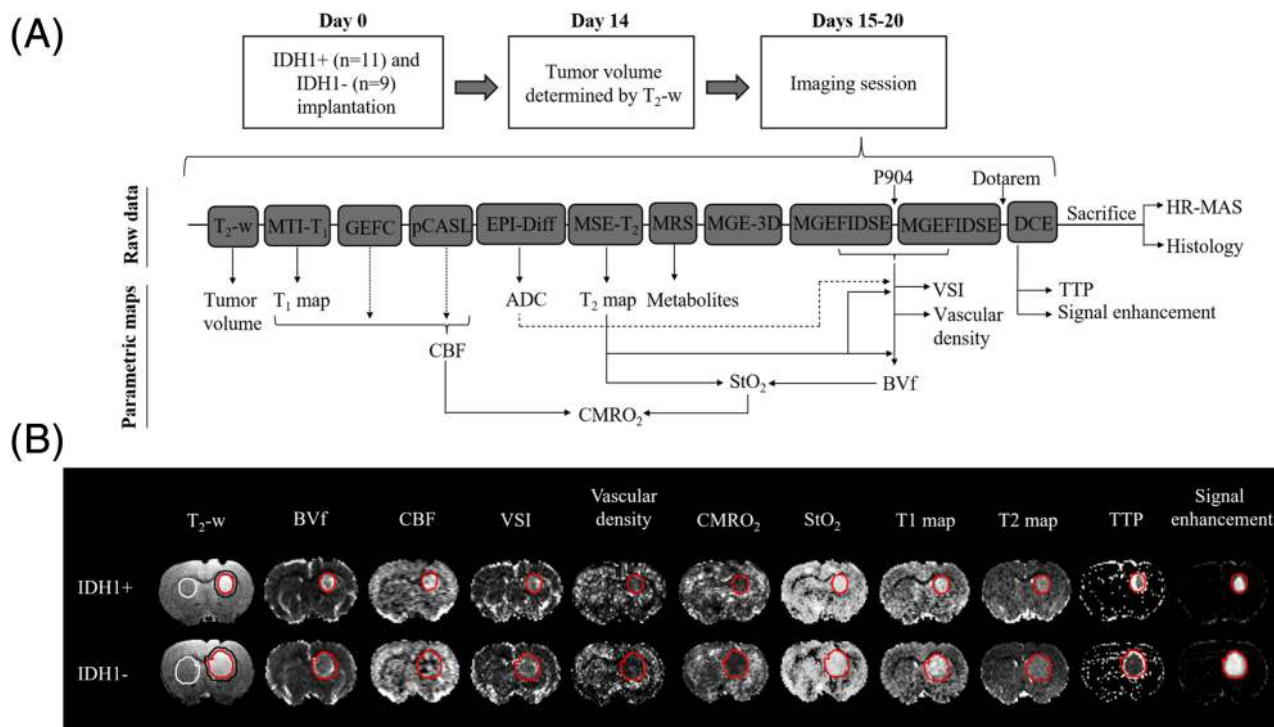 (A)
Day 0
Day 14
Days 15-20
IDH1+ (n=11) and
IDH1- (n=9)
implantation
Tumor volume
determined by T₂-w
Imaging session
Raw data
P904
Dotarem
T₂-w
MTI-T₁
GEFC
pCASL
EPI-Diff
MSE-T₂
MRS
MGE-3D
MGEFIDSE
MGEFIDSE
DCE
Sacrifice
HR-MAS
Histology
Parametric maps
Tumor
volume
T₁ map
ADC
T₂ map
Metabolites
VSI
Vascular
density
TTP
Signal enhancement
CBF
StO₂
BVf
CMRO₂
(B)
T₂-w
BVf
CBF
VSI
Vascular
density
CMRO₂
StO₂
T1 map
T2 map
TTP
Signal
enhancement
IDH1+
IDH1-